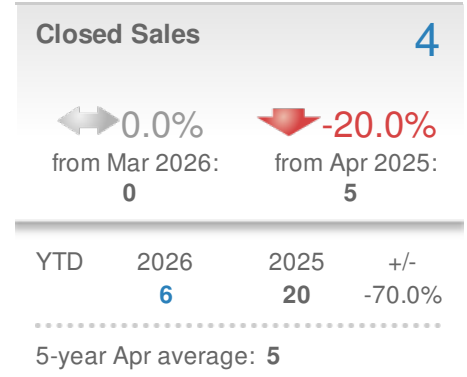 Closed Sales 4
0.0% -20.0%
from Mar 2026: from Apr 2025:
0 5
YTD 2026 2025 +/-
6 20 -70.0%
5-year Apr average: 5